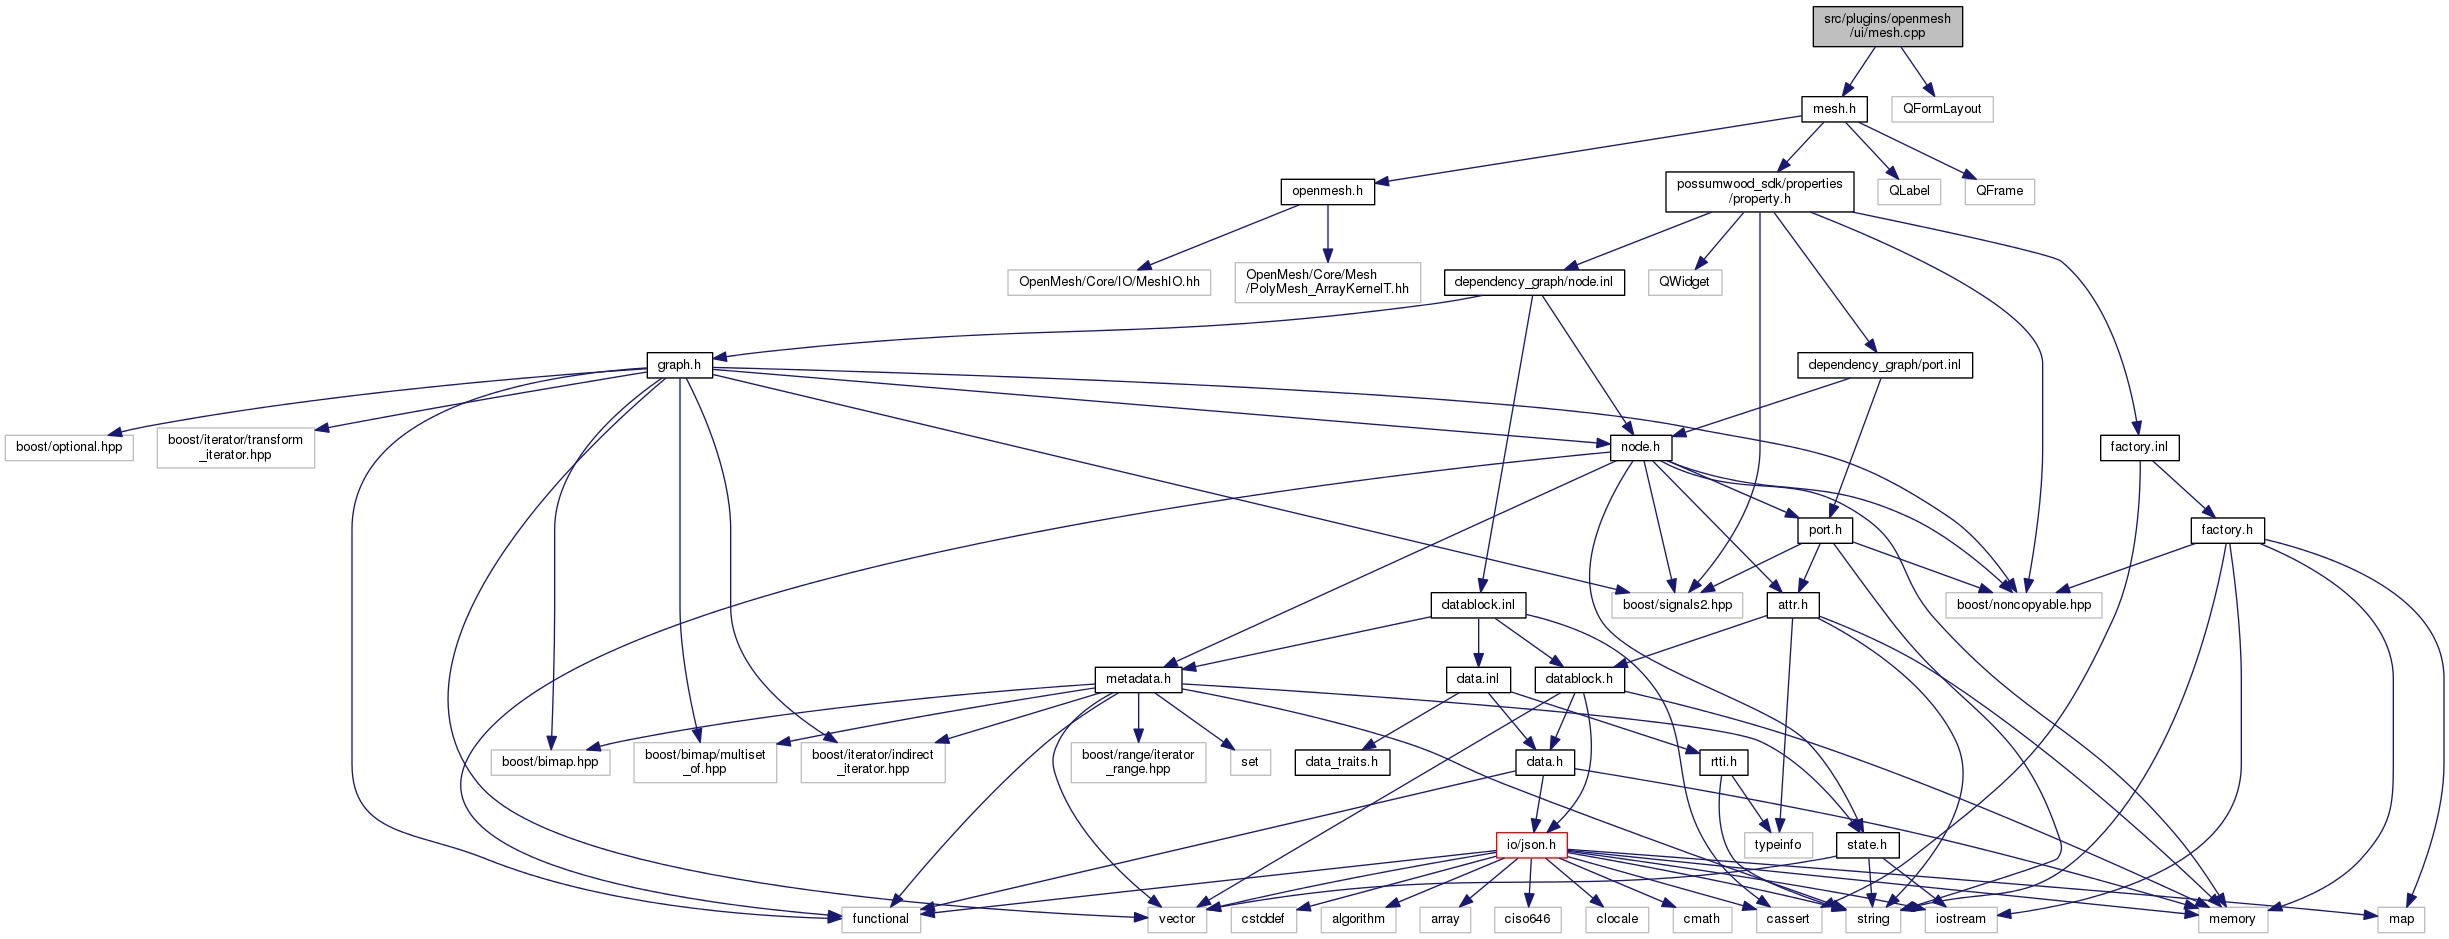 src/plugins/openmesh
/ui/mesh.cpp
mesh.h
QFormLayout
openmesh.h
possumwood_sdk/properties
/property.h
QLabel
QFrame
OpenMesh/Core/IO/MeshIO.hh
OpenMesh/Core/Mesh
/PolyMesh_ArrayKernelT.hh
dependency_graph/node.inl
QWidget
graph.h
dependency_graph/port.inl
boost/optional.hpp
boost/iterator/transform
_iterator.hpp
node.h
factory.inl
port.h
factory.h
datablock.inl
boost/signals2.hpp
attr.h
boost/noncopyable.hpp
metadata.h
data.inl
datablock.h
boost/bimap.hpp
boost/bimap/multiset
_of.hpp
boost/iterator/indirect
_iterator.hpp
boost/range/iterator
_range.hpp
set
data_traits.h
data.h
rtti.h
io/json.h
typeinfo
state.h
functional
vector
cstddef
algorithm
array
ciso646
clocale
cmath
cassert
string
iostream
memory
map